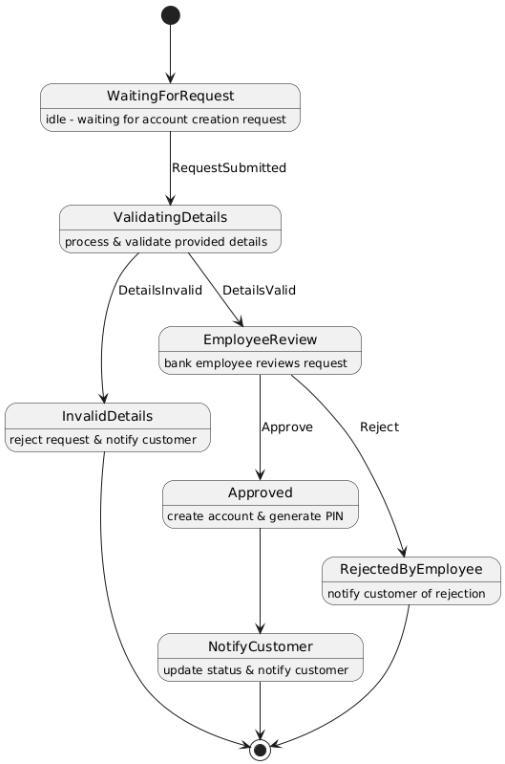 WaitingForRequest
idle - waiting for account creation request
RequestSubmitted
ValidatingDetails
process & validate provided details
DetailsInvalid
DetailsValid
EmployeeReview
bank employee reviews request
InvalidDetails
reject request & notify customer
Approve
Reject
Approved
create account & generate PIN
RejectedByEmployee
notify customer of rejection
NotifyCustomer
update status & notify customer